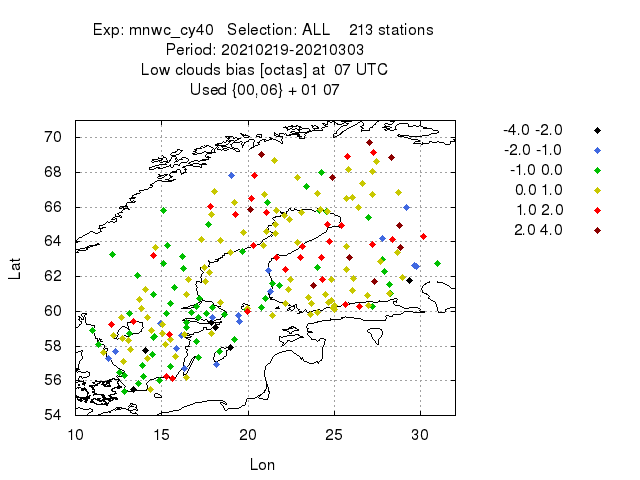 Exp: mnwc_cy40   Selection: ALL    213 stations
Period: 20210219-20210303
Low clouds bias [octas] at  07 UTC
Used {00,06} + 01 07
70
68
66
64
62
60
58
56
54
10 15 20 25 30
Lat
Lon
-4.0 -2.0
-2.0 -1.0
-1.0 0.0
0.0 1.0
1.0 2.0
2.0 4.0